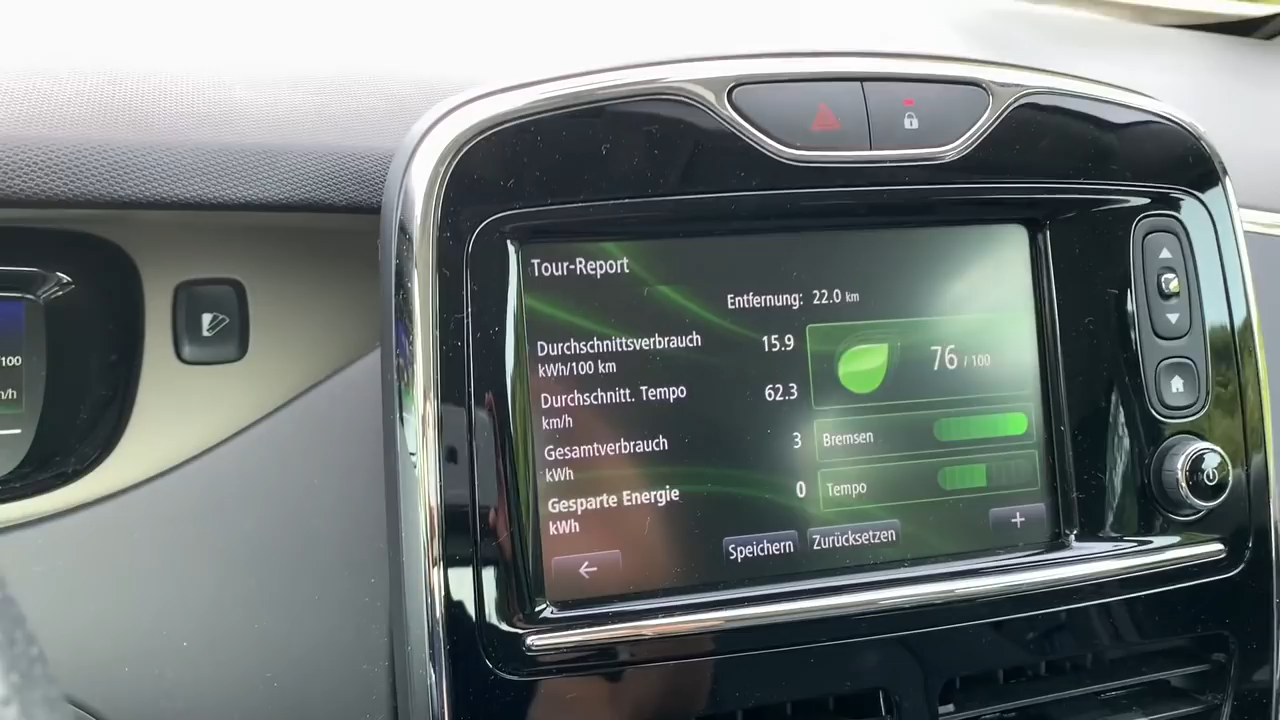 Tour-Report
Entfernung: 22.0 km
Durchschnittsverbrauch 15.9
kWh/100 km
76 / 100
Durchschnitt. Tempo 62.3
km/h
Gesamtverbrauch 3
kWh
Bremsen
Gesparte Energie 0
kWh
Tempo
Speichern
Zurücksetzen
+
←
/100